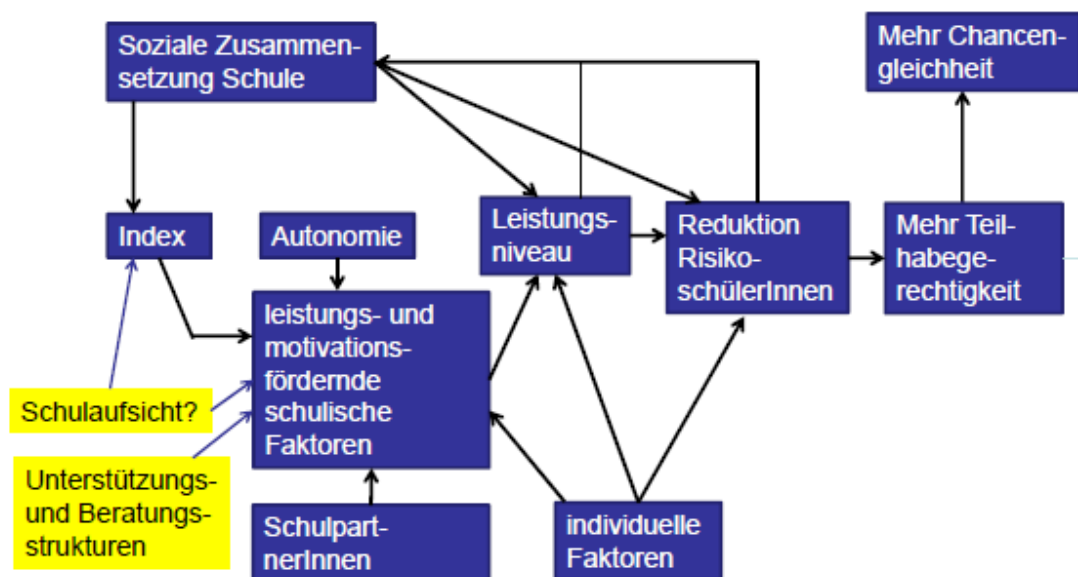 Soziale Zusammen-
setzung Schule
Mehr Chancen-
gleichheit
Index
Autonomie
Leistungs-
niveau
Reduktion
Risiko-
schülerInnen
Mehr Teil-
habege-
rechtigkeit
leistungs- und
motivations-
fördernde
schulische
Faktoren
Schulaufsicht?
Unterstützungs-
und Beratungs-
strukturen
Schulpart-
nerInnen
individuelle
Faktoren